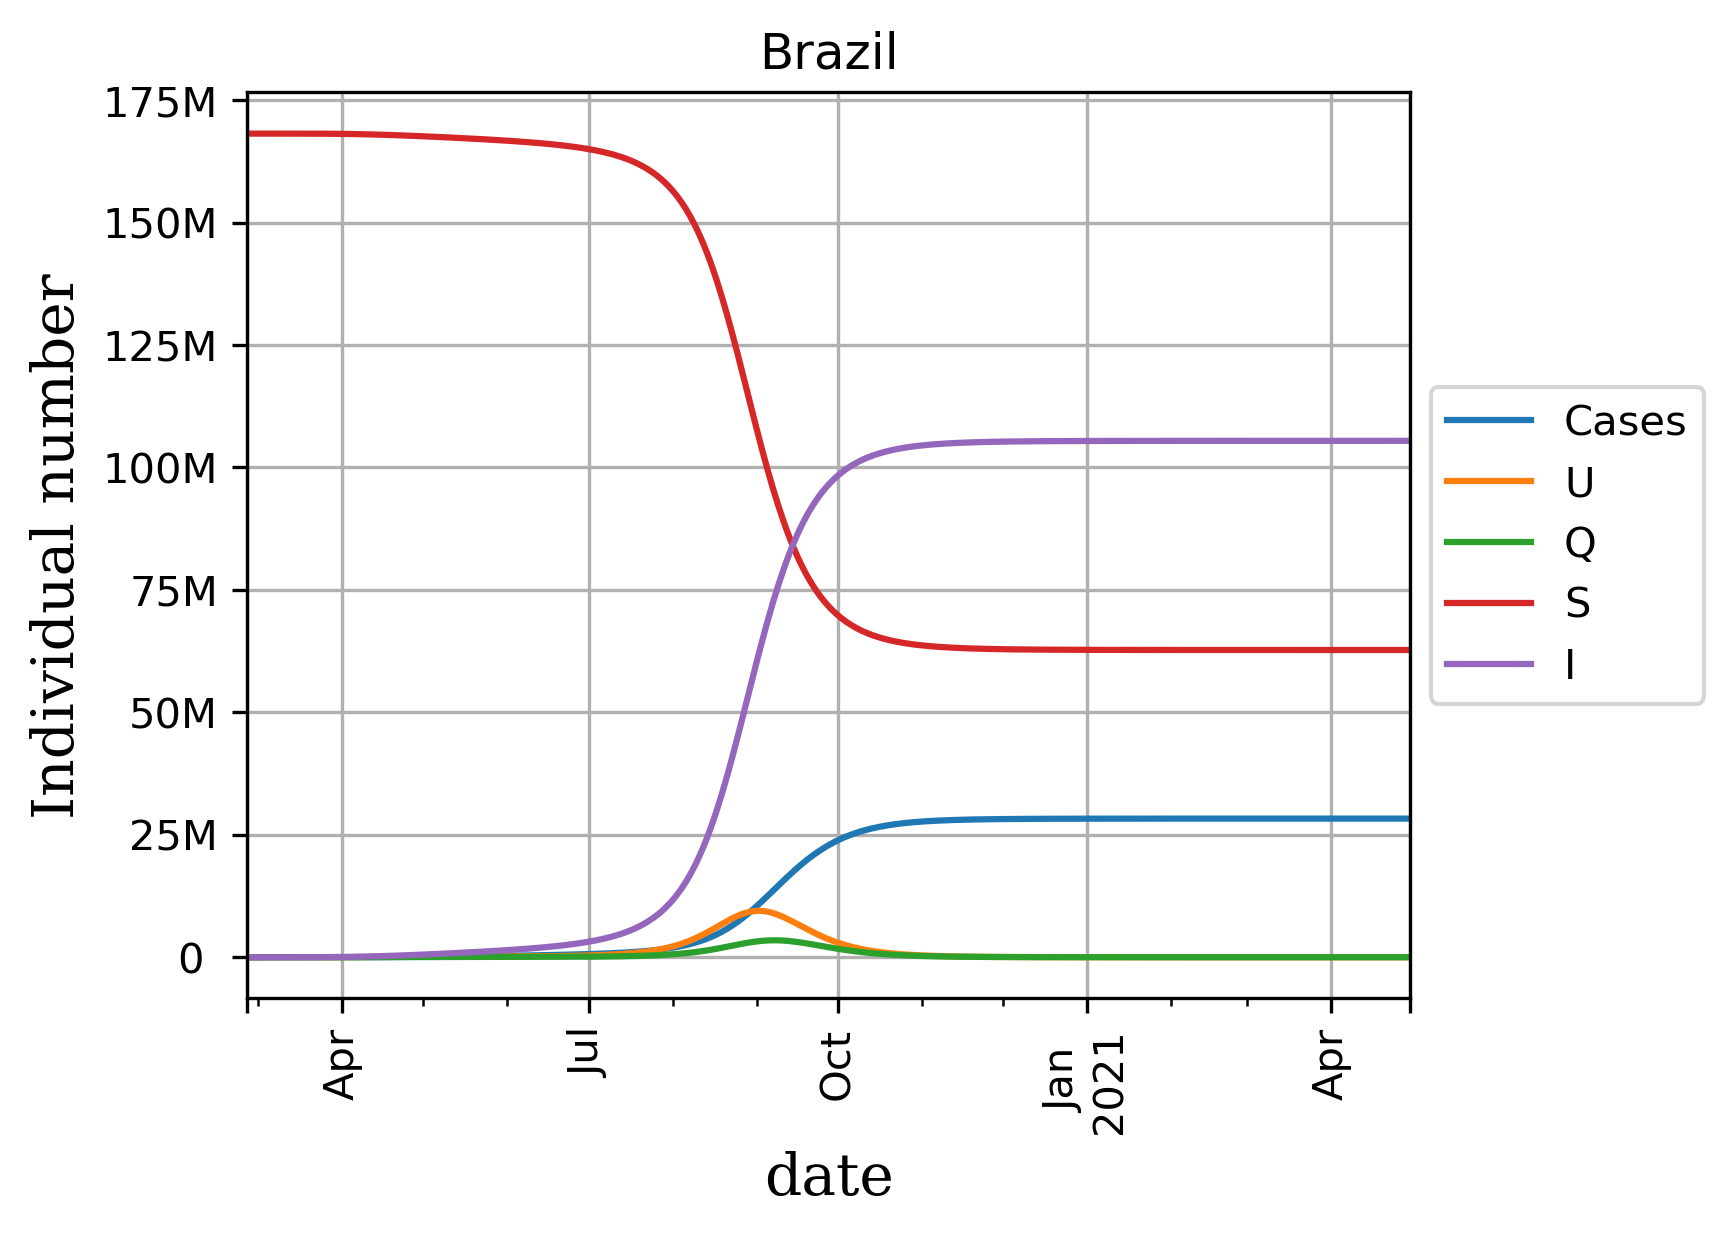 Brazil
175M
150M
125M
100M
75M
50M
25M
0
Individual number
Apr
Jul
Oct
Jan
2021
Apr
date
Cases
U
Q
S
I